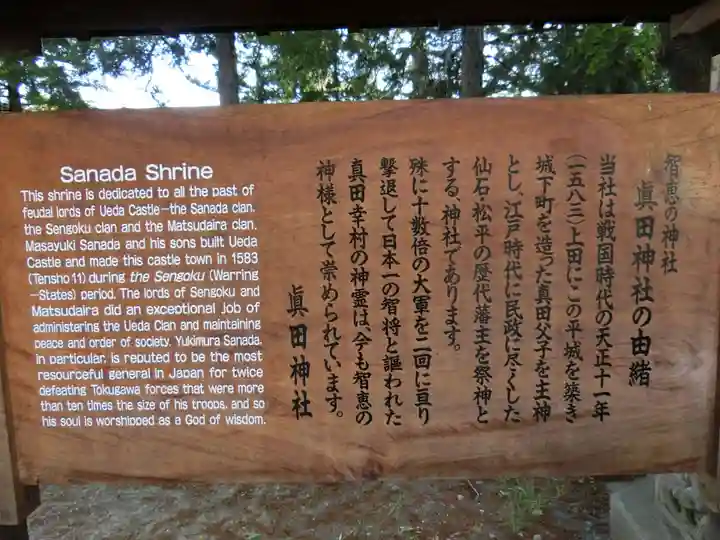 Sanada Shrine
This shrine is dedicated to all the past of
feudal lords of Ueda Castle—the Sanada clan,
the Sengoku clan and the Matsudaira clan.
Masayuki Sanada and his sons built Ueda
Castle and made this castle town in 1583
(Tensho 11) during the Sengoku (Warring
-States) period. The lords of Sengoku and
Matsudaira did an exceptional job of
administering the Ueda Clan and maintaining
peace and order of society. Yukimura Sanada,
in particular, is reputed to be the most
resourceful general in Japan for twice
defeating Tokugawa forces that were more
than ten times the size of his troops, and so
his soul is worshipped as a God of wisdom.
智恵の神社
眞田神社の由緒
当社は戦国時代の天正十一年
(一五八三)上田にこの平城を築き
城下町を造った真田父子を主神
とし、江戸時代に民政に尽くした
仙石・松平の歴代藩主を祭神と
する、神社であります。
殊に十数倍の大軍を二回に亘り
撃退して日本一の智将と謳われた
真田幸村の神霊は、今も智恵の
神様として崇められています。
眞田神社